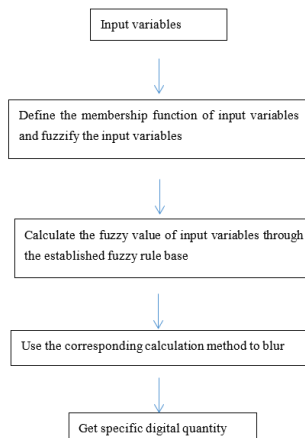 Input variables
Define the membership function of input variables
and fuzzify the input variables
Calculate the fuzzy value of input variables through
the established fuzzy rule base
Use the corresponding calculation method to blur
Get specific digital quantity